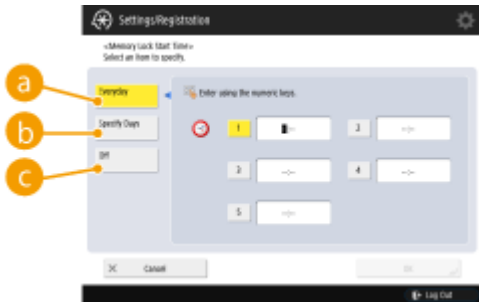 Settings/Registration
<Memory Lock Start Time>
Select an item to specify.
a
Everyday
Enter using the numeric keys.
b
Specify Days
1
--
2
--:--
c
Off
3
--:--
4
--:--
5
--:--
Cancel
OK
Log Out